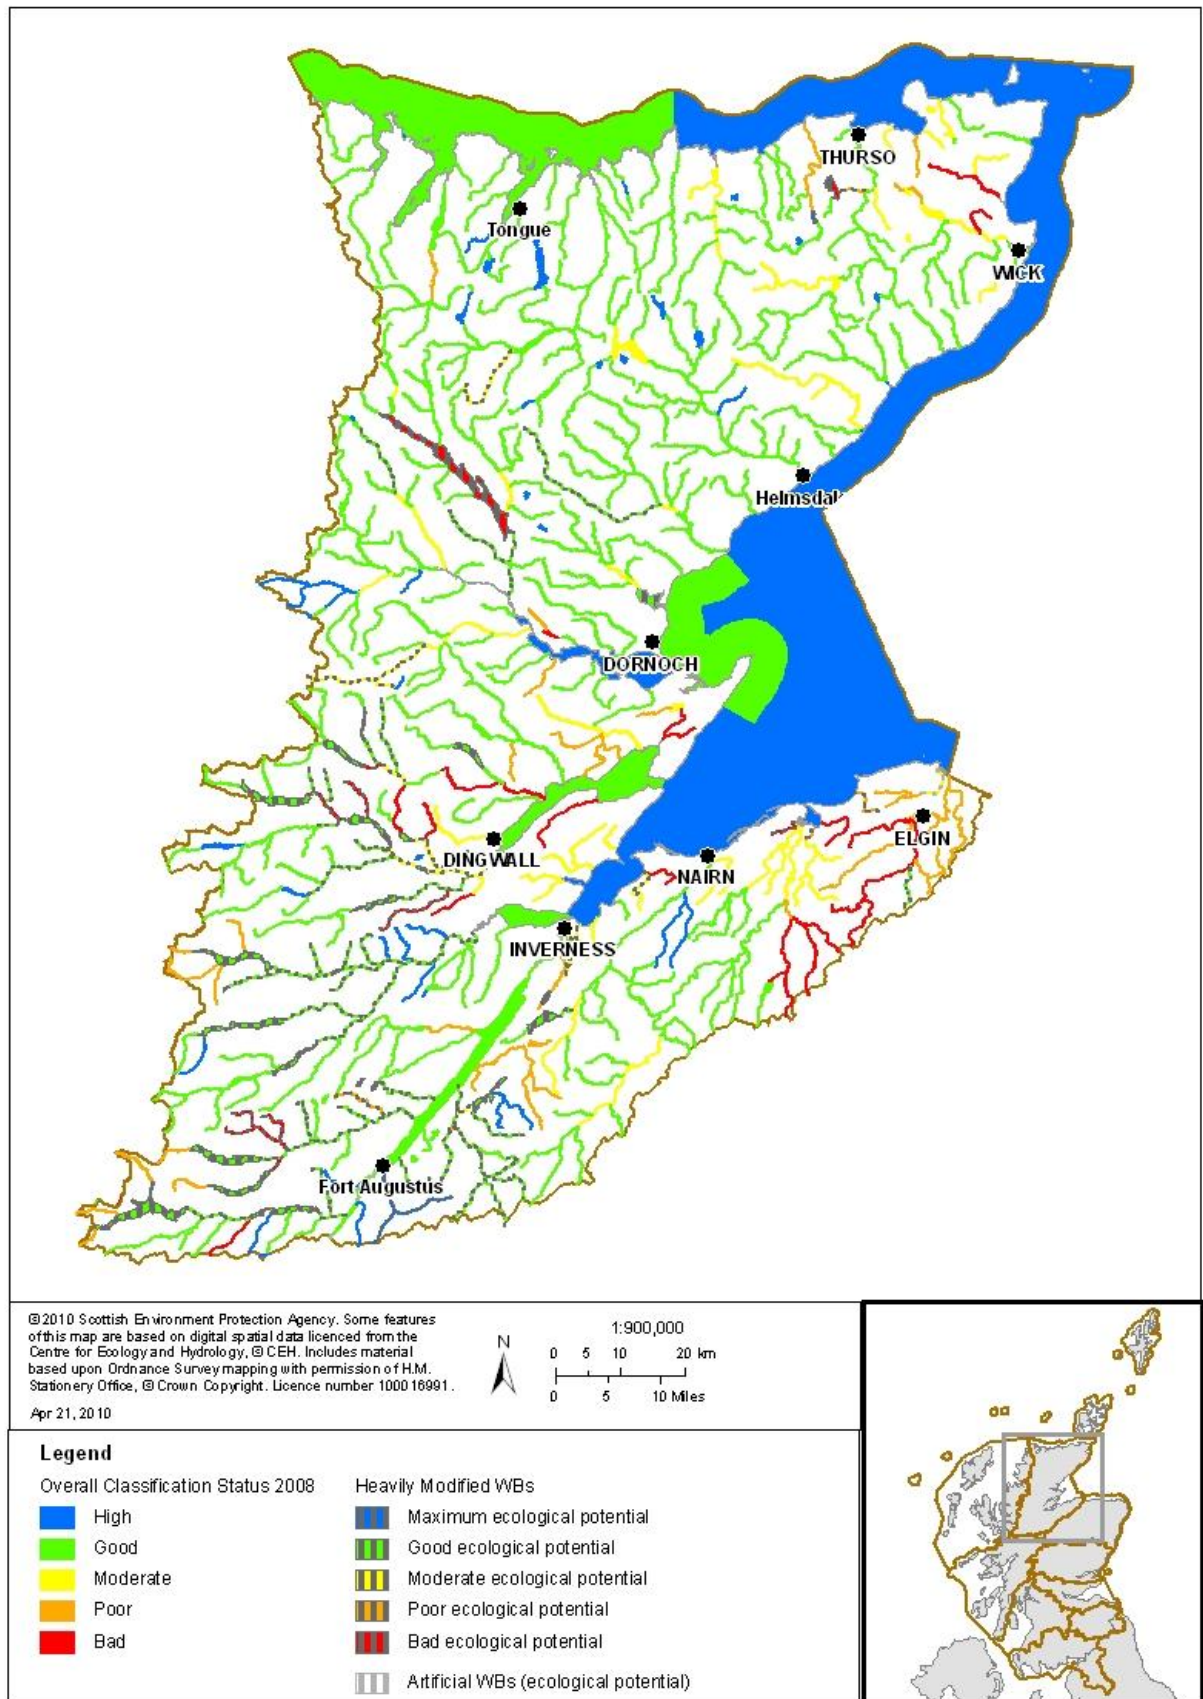 THURSO
Tongue
WICK
Helmsdal
DORNOCH
ELGIN
DINGWALL
NAIRN
INVERNESS
Fort Augustus
©2010 Scottish Environment Protection Agency. Some features
of this map are based on digital spatial data licenced from the
Centre for Ecology and Hydrology, © CEH. Includes material
based upon Ordnance Survey mapping with permission of H.M.
Stationery Office, © Crown Copyright. Licence number 100016991.
Apr 21, 2010
N
1:900,000
0 5 10 20 km
0 5 10 Miles
Legend
Overall Classification Status 2008
High
Good
Moderate
Poor
Bad
Heavily Modified WBs
Maximum ecological potential
Good ecological potential
Moderate ecological potential
Poor ecological potential
Bad ecological potential
Artificial WBs (ecological potential)